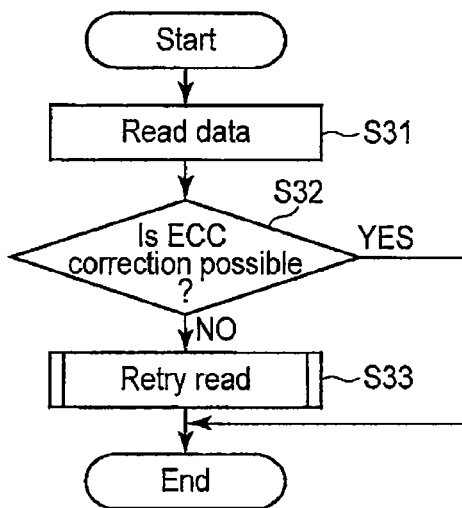 Start
Read data
S31
S32
Is ECC
correction possible
?
YES
NO
Retry read
S33
End